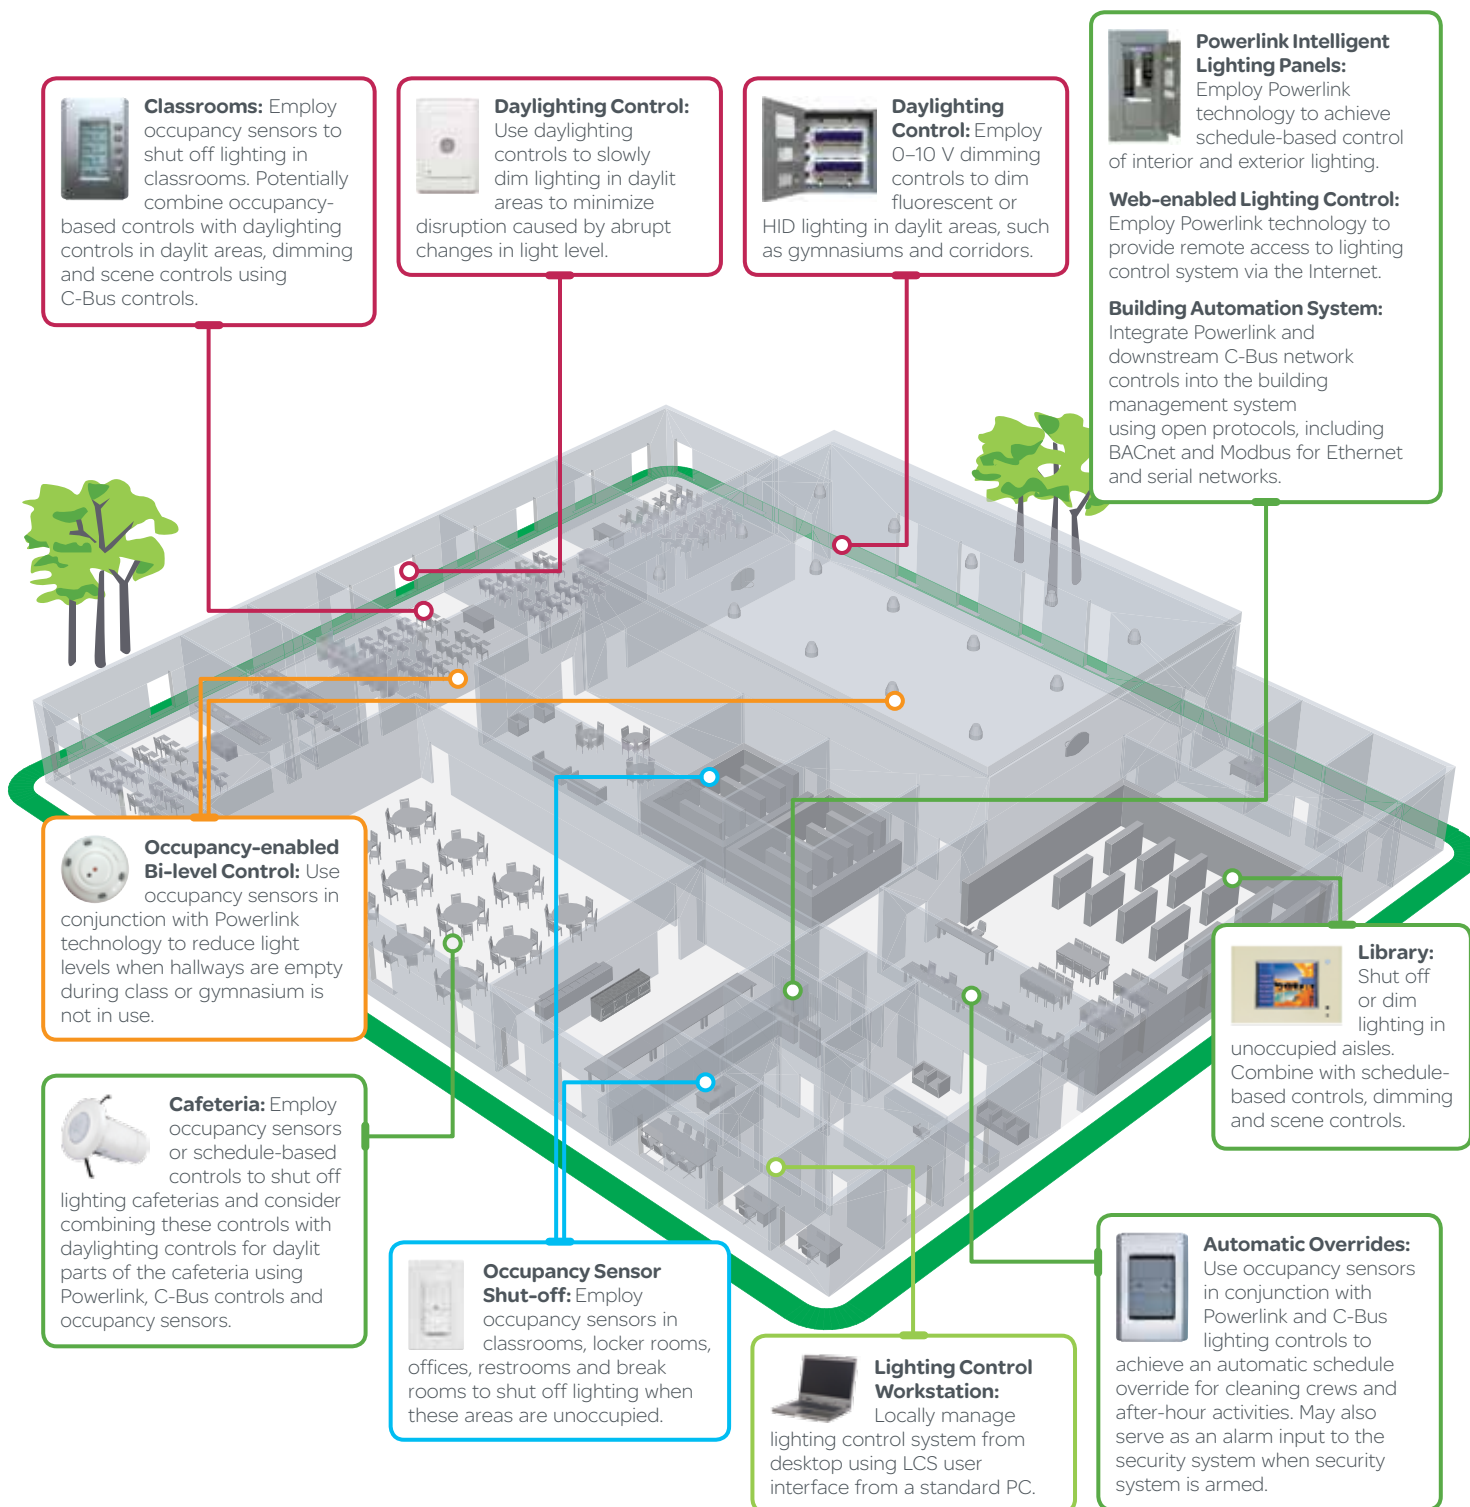 Powerlink Intelligent
Lighting Panels:
Employ Powerlink
technology to achieve
schedule-based control
of interior and exterior lighting.
Web-enabled Lighting Control:
Employ Powerlink technology to
provide remote access to lighting
control system via the Internet.
Building Automation System:
Integrate Powerlink and
downstream C-Bus network
controls into the building
management system
using open protocols, including
BACnet and Modbus for Ethernet
and serial networks.
Classrooms: Employ
occupancy sensors to
shut off lighting in
classrooms. Potentially
combine occupancy-
based controls with daylighting
controls in daylit areas, dimming
and scene controls using
C-Bus controls.
Daylighting Control:
Use daylighting
controls to slowly
dim lighting in daylit
areas to minimize
disruption caused by abrupt
changes in light level.
Daylighting
Control: Employ
0–10 V dimming
controls to dim
fluorescent or
HID lighting in daylit areas, such
as gymnasiums and corridors.
Occupancy-enabled
Bi-level Control: Use
occupancy sensors in
conjunction with Powerlink
technology to reduce light
levels when hallways are empty
during class or gymnasium is
not in use.
Library:
Shut off
or dim
lighting in
unoccupied aisles.
Combine with schedule-
based controls, dimming
and scene controls.
Cafeteria: Employ
occupancy sensors
or schedule-based
controls to shut off
lighting cafeterias and consider
combining these controls with
daylighting controls for daylit
parts of the cafeteria using
Powerlink, C-Bus controls and
occupancy sensors.
Occupancy Sensor
Shut-off: Employ
occupancy sensors in
classrooms, locker rooms,
offices, restrooms and break
rooms to shut off lighting when
these areas are unoccupied.
Lighting Control
Workstation:
Locally manage
lighting control system from
desktop using LCS user
interface from a standard PC.
Automatic Overrides:
Use occupancy sensors
in conjunction with
Powerlink and C-Bus
lighting controls to
achieve an automatic schedule
override for cleaning crews and
after-hour activities. May also
serve as an alarm input to the
security system when security
system is armed.